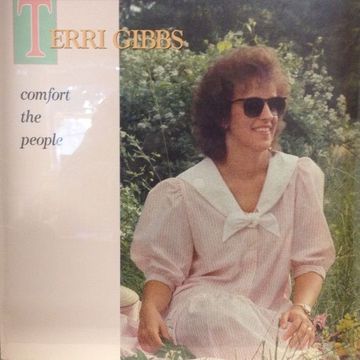 TERRI GIBBS
comfort
the
people